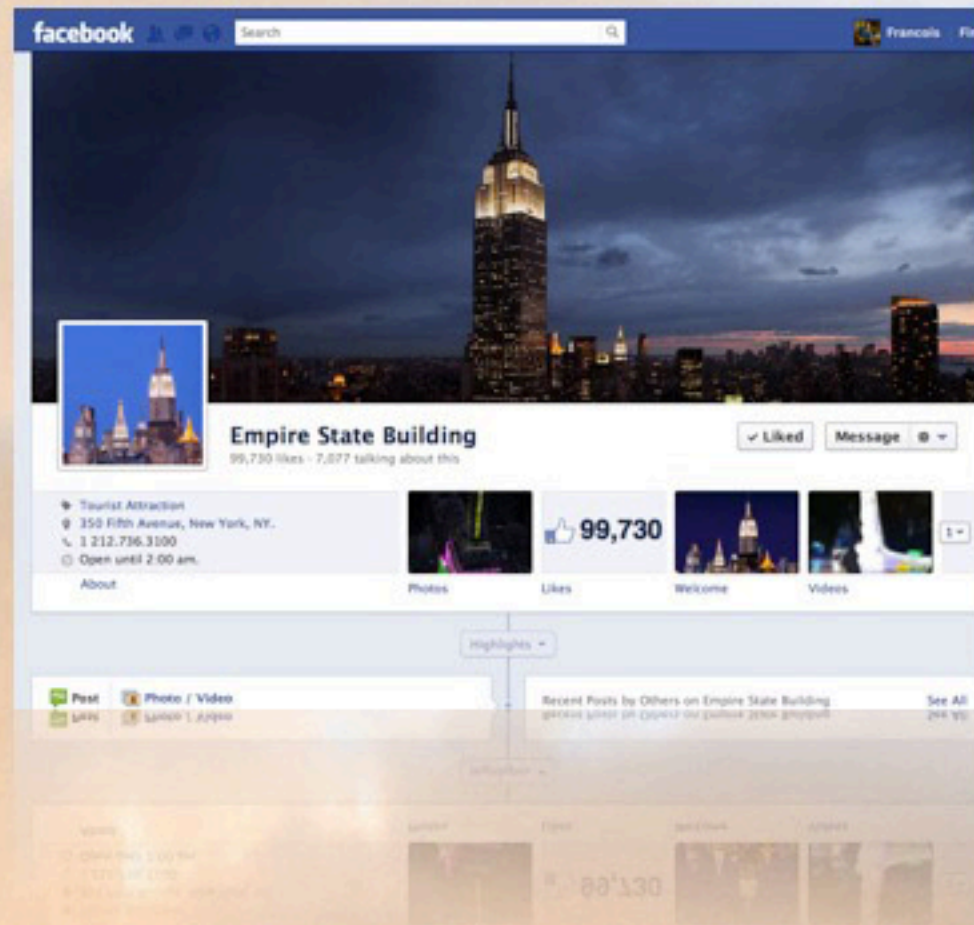 facebook Search Francois
Empire State Building
99,730 likes · 7,077 talking about this
✓ Liked Message
Tourist Attraction
350 Fifth Avenue, New York, NY.
1 212.736.3100
Open until 2:00 am.
About
99,730
Photos Likes Welcome Videos
1
Highlights
Post Photo / Video
Recent Posts by Others on Empire State Building See All